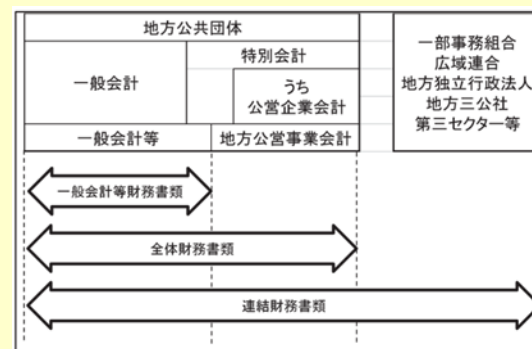 地方公共団体
一般会計
特別会計
うち
公営企業会計
一般会計等
地方公営事業会計
一部事務組合
広域連合
地方独立行政法人
地方三公社
第三セクター等
一般会計等財務書類
全体財務書類
連結財務書類